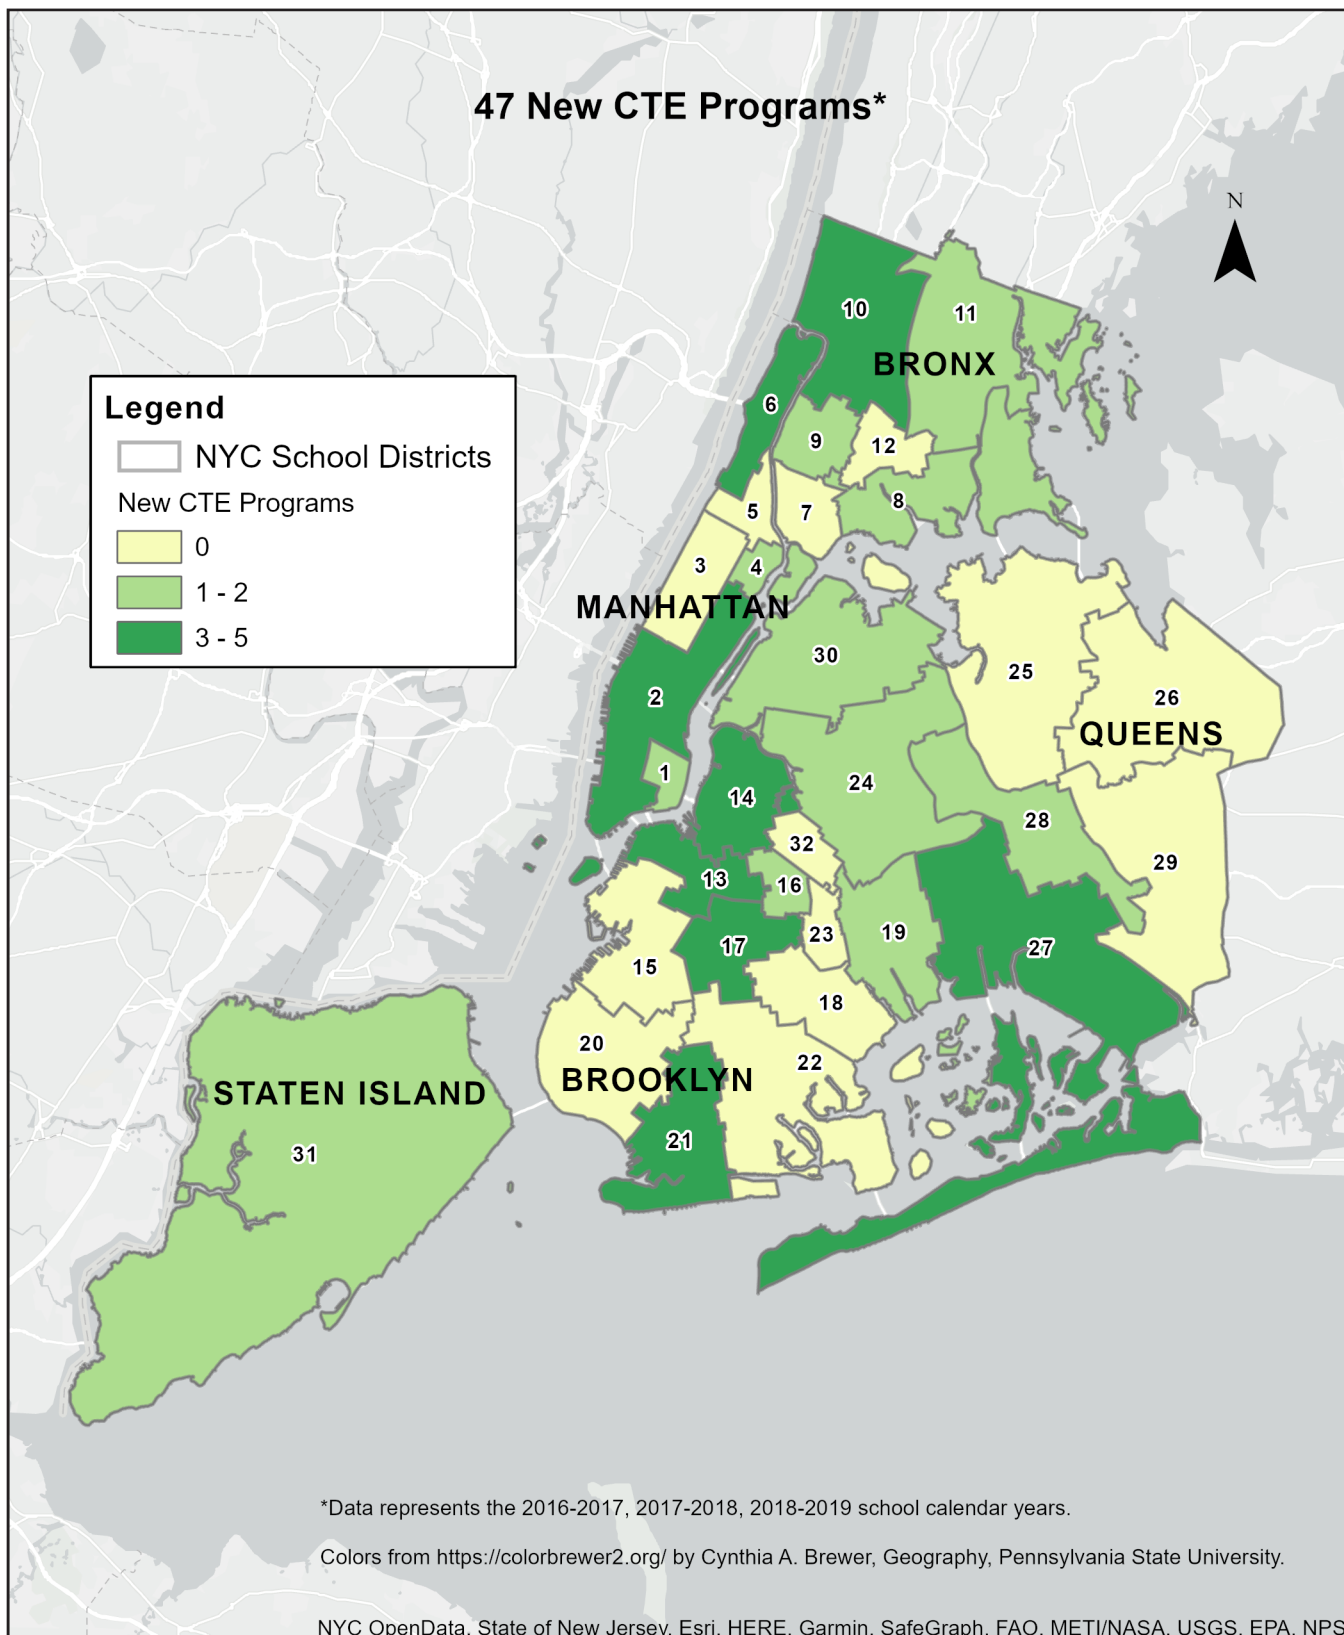 47 New CTE Programs*
N
Legend
NYC School Districts
New CTE Programs
0
1 - 2
3 - 5
10
11
BRONX
6
9
12
8
5
7
3
4
MANHATTAN
30
25
2
26
QUEENS
1
24
14
28
32
29
13
16
19
23
17
27
15
18
20
22
BROOKLYN
STATEN ISLAND
21
31
*Data represents the 2016-2017, 2017-2018, 2018-2019 school calendar years.
Colors from https://colorbrewer2.org/ by Cynthia A. Brewer, Geography, Pennsylvania State University.
NYC OpenData, State of New Jersey, Esri, HERE, Garmin, SafeGraph, FAO, METI/NASA, USGS, EPA, NPS